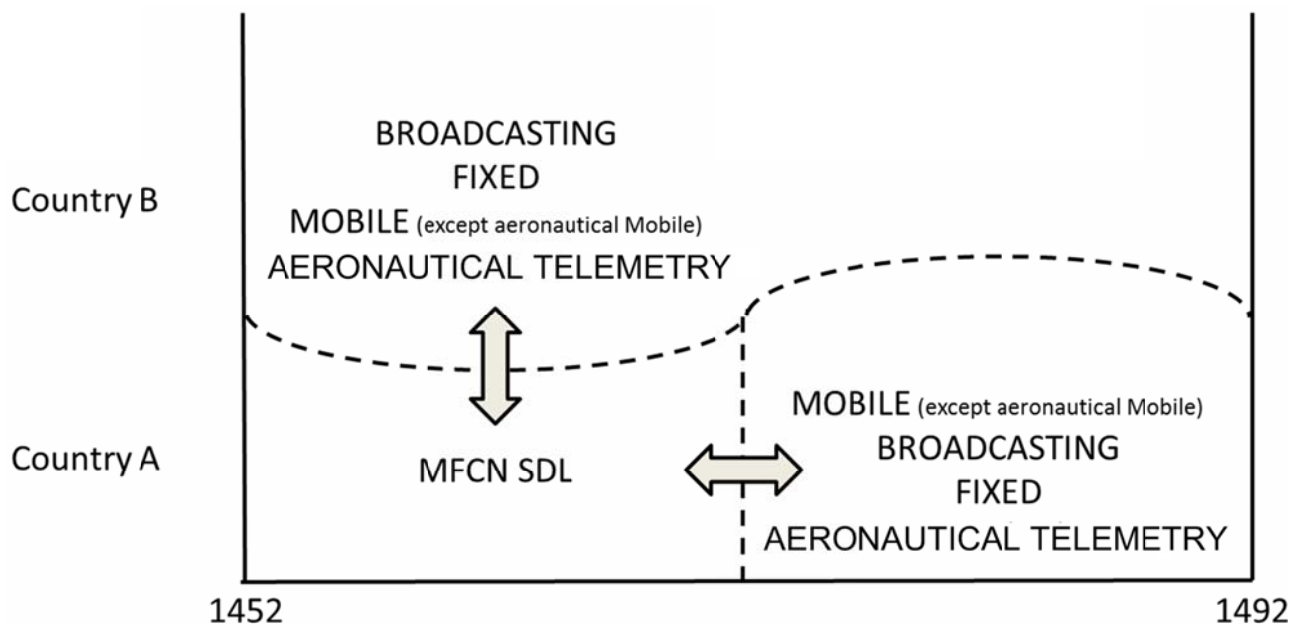 BROADCASTING
FIXED
Country B
MOBILE (except aeronautical Mobile)
AERONAUTICAL TELEMETRY
MOBILE (except aeronautical Mobile)
Country A
MFCN SDL
BROADCASTING
FIXED
AERONAUTICAL TELEMETRY
1452
1492